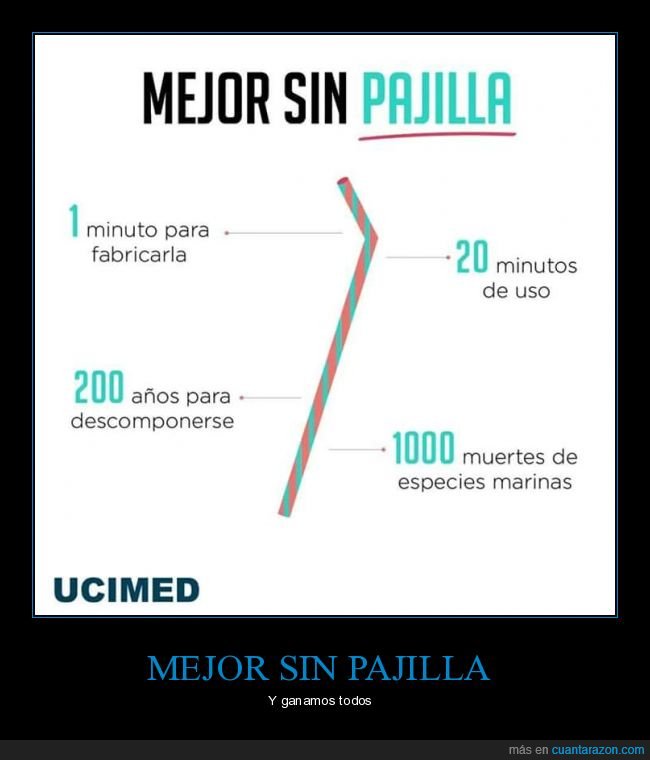 MEJOR SIN PAJILLA
1 minuto para
fabricarla
20 minutos
de uso
200 años para
descomponerse
1000 muertes de
especies marinas
UCIMED
MEJOR SIN PAJILLA
Y ganamos todos
más en cuantarazon.com